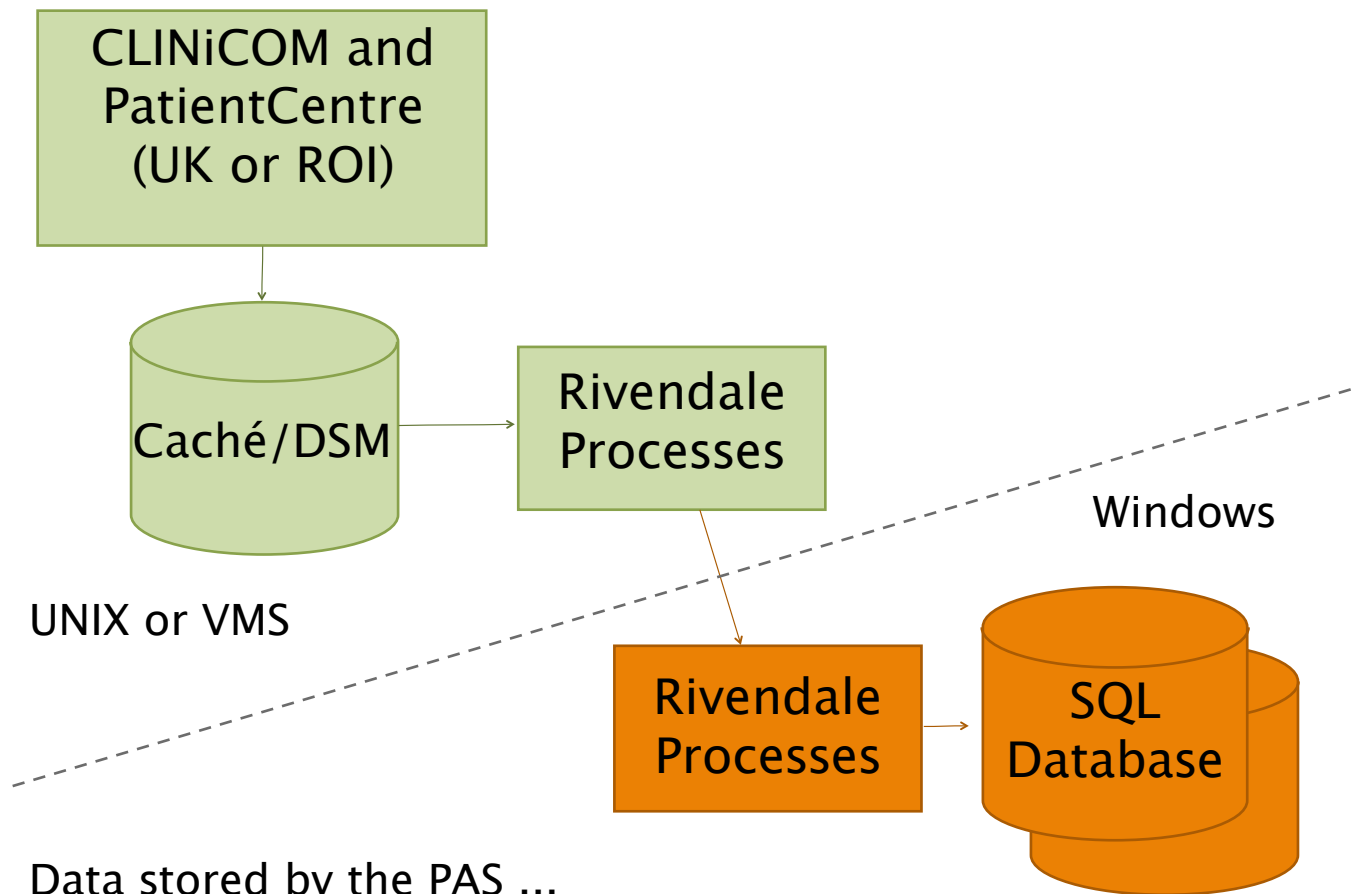 CLINiCOM and
PatientCentre
(UK or ROI)
Caché/DSM
Rivendale
Processes
Windows
UNIX or VMS
Rivendale
Processes
SQL
Database
Data stored by the PAS ...